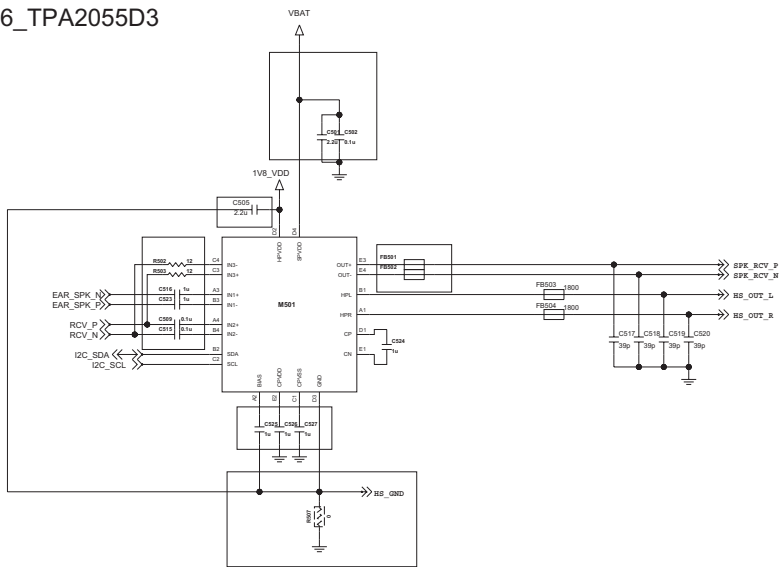 6_TPA2055D3
VBAT
C501 C502
2.2u 0.1u
1V8_VDD
C505
2.2u
D2 D4
HPVDD SPVDD
R502 12 C4 IN3-
R503 12 C3 IN3+
EAR_SPK_N C516 1u A3 IN1+
EAR_SPK_P C523 1u B3 IN1-
RCV_P C509 0.1u A4 IN2+
RCV_N C515 0.1u B4 IN2-
I2C_SDA B2 SDA
I2C_SCL C2 SCL
M501
OUT+ E3 FB501 SPK_RCV_P
OUT- E4 FB502 SPK_RCV_N
HPL B1 FB503 1800 HS_OUT_L
HPR A1 FB504 1800 HS_OUT_R
CP D1
C524
1u
CN E1
C517 C518 C519 C520
39p 39p 39p 39p
BIAS CPVDD CPVSS GND
A2 E2 C1 D3
C525 C526 C527
1u 1u 1u
HS_GND
R507 0